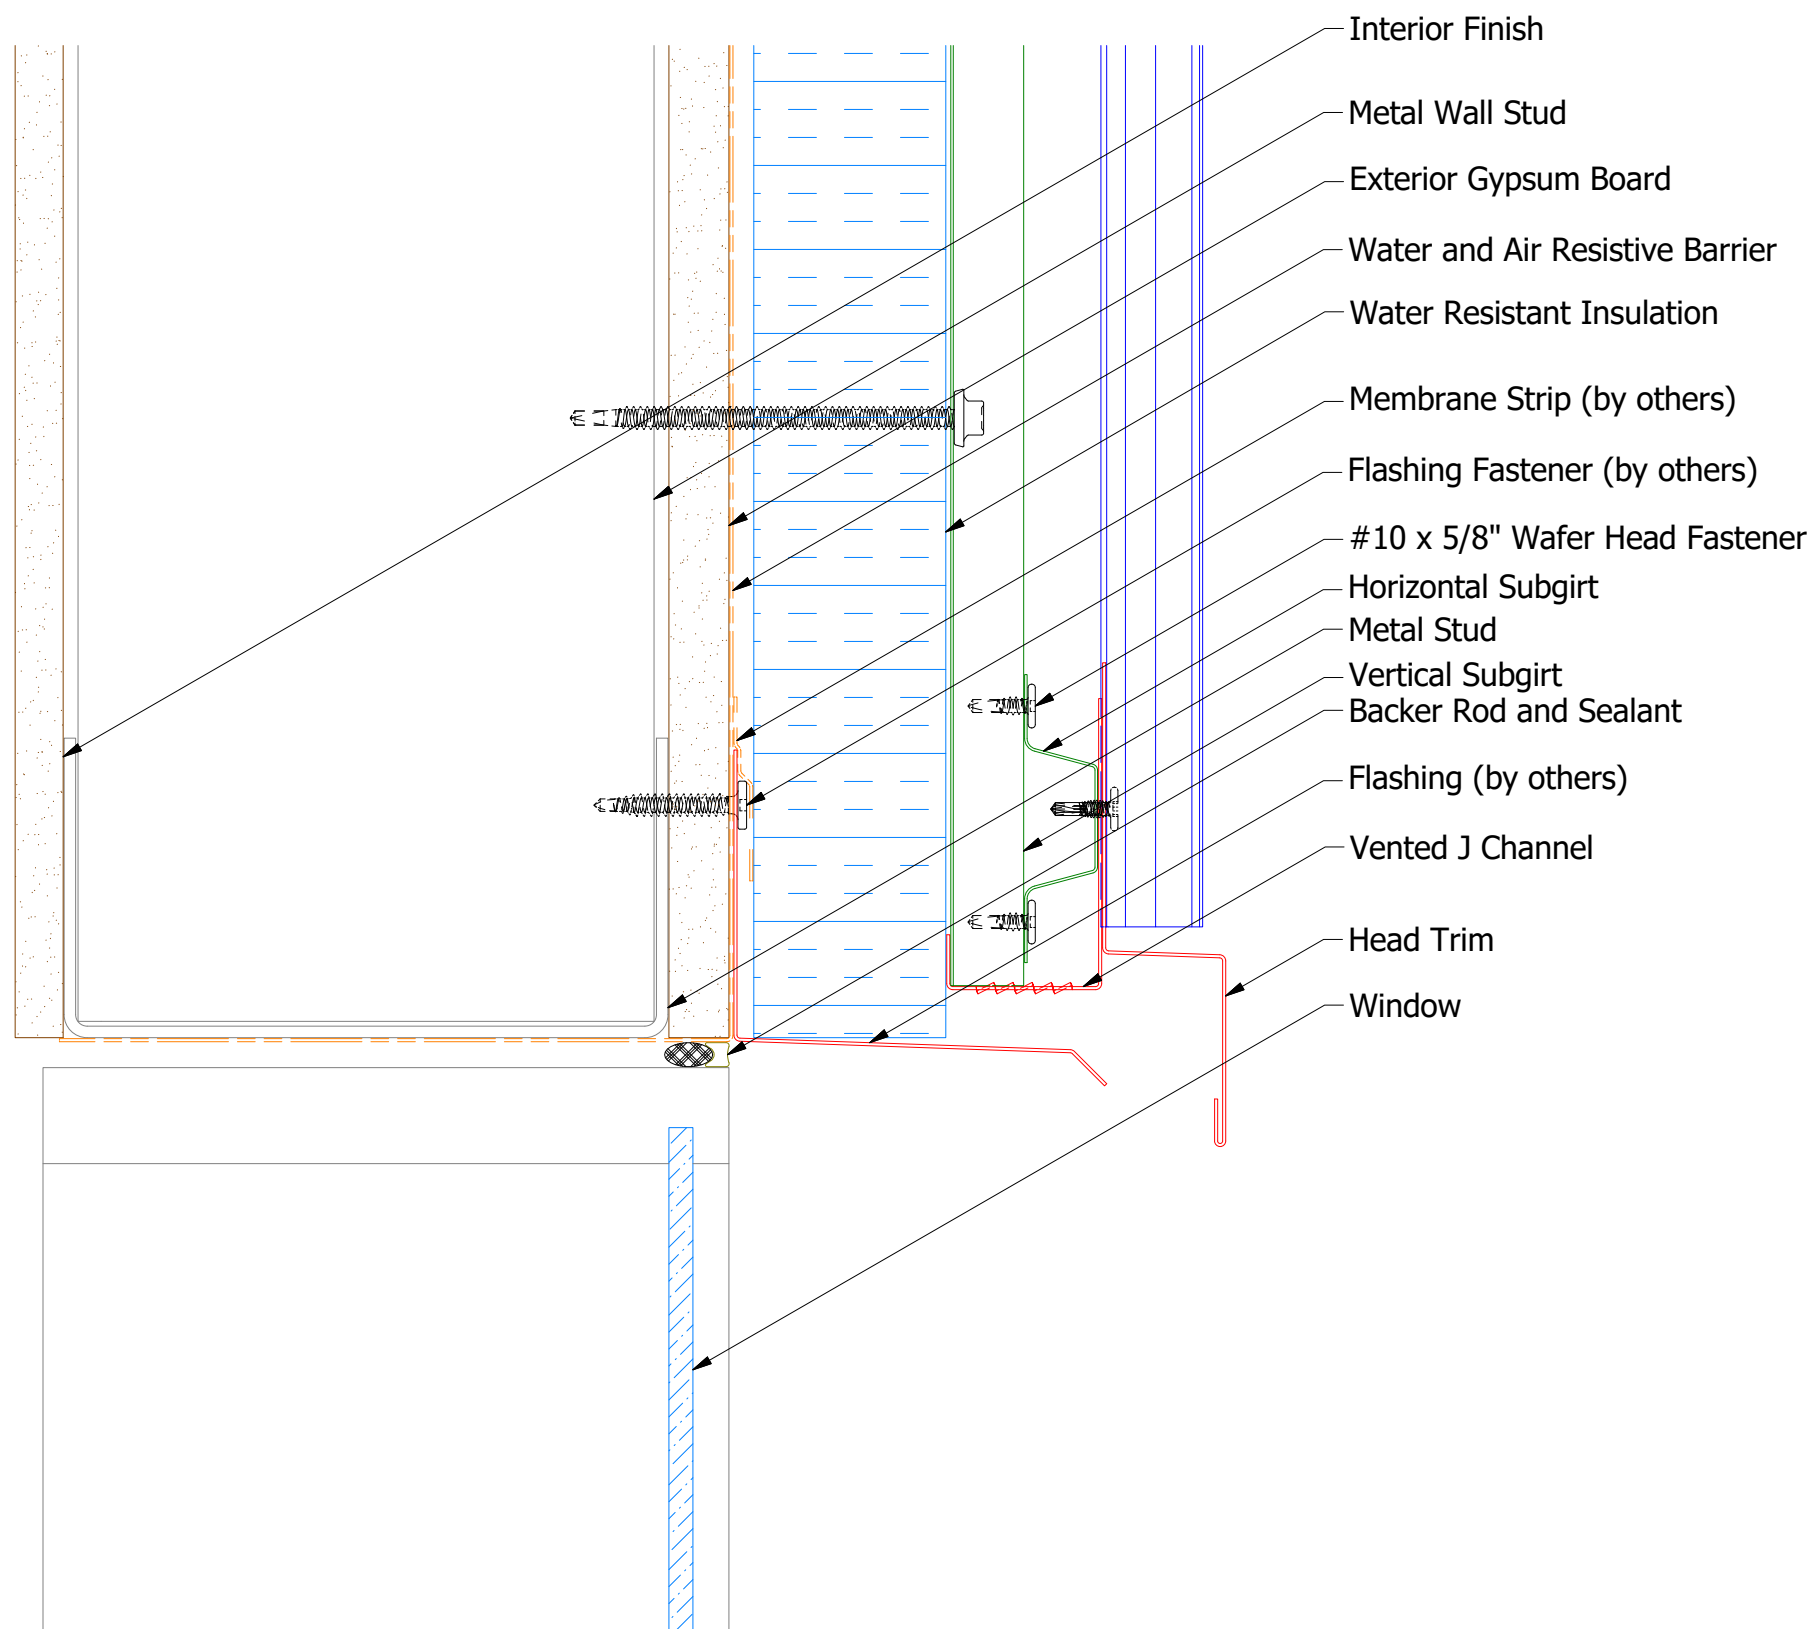 Interior Finish
Metal Wall Stud
Exterior Gypsum Board
Water and Air Resistive Barrier
Water Resistant Insulation
Membrane Strip (by others)
Flashing Fastener (by others)
#10 x 5/8" Wafer Head Fastener
Horizontal Subgirt
Metal Stud
Vertical Subgirt
Backer Rod and Sealant
Flashing (by others)
Vented J Channel
Head Trim
Window